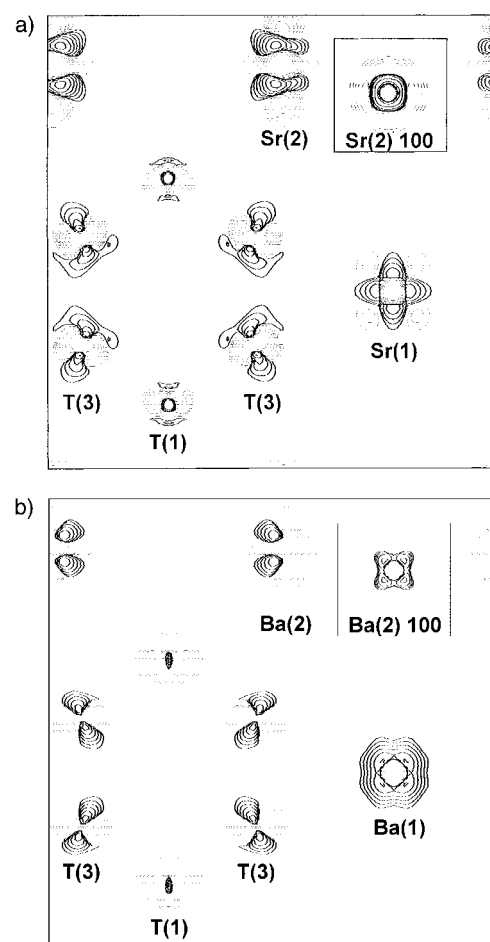 a)
Sr(2)
Sr(2) 100
Sr(1)
T(3)
T(3)
T(1)
b)
Ba(2)
Ba(2) 100
Ba(1)
T(3)
T(3)
T(1)